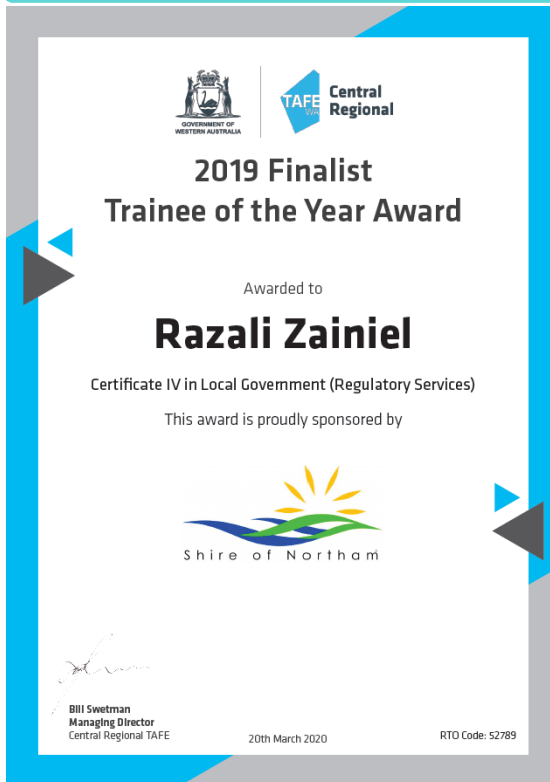 GOVERNMENT OF
WESTERN AUSTRALIA
TAFE
WA
Central
Regional
2019 Finalist
Trainee of the Year Award
Awarded to
Razali Zainiel
Certificate IV in Local Government (Regulatory Services)
This award is proudly sponsored by
Shire of Northam
Bill Swetman
Managing Director
Central Regional TAFE
20th March 2020
RTO Code: 52789